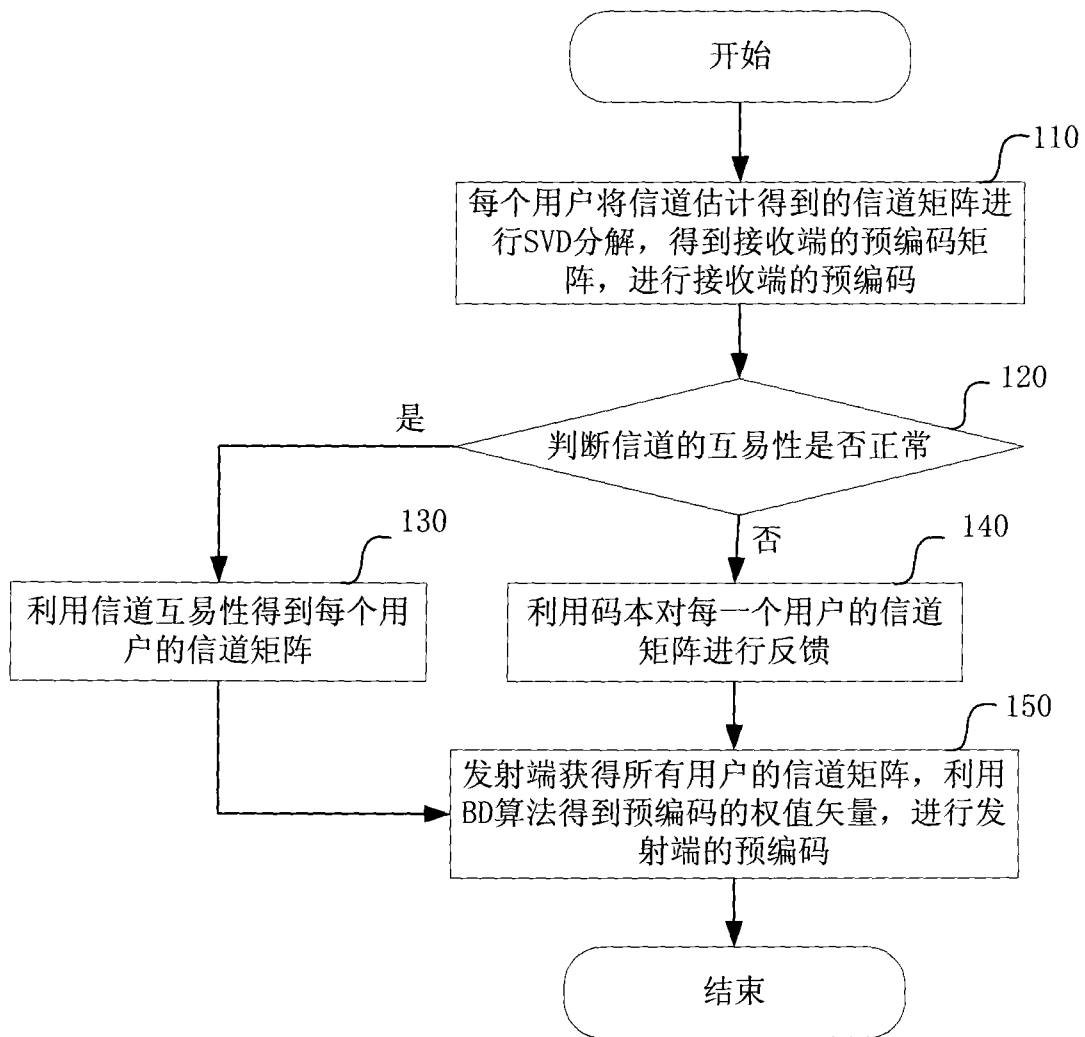 开始
110
每个用户将信道估计得到的信道矩阵进
行SVD分解，得到接收端的预编码矩
阵，进行接收端的预编码
120
是
判断信道的互易性是否正常
130
否
140
利用信道互易性得到每个用
户的信道矩阵
利用码本对每一个用户的信道
矩阵进行反馈
150
发射端获得所有用户的信道矩阵，利用
BD算法得到预编码的权值矢量，进行发
射端的预编码
结束